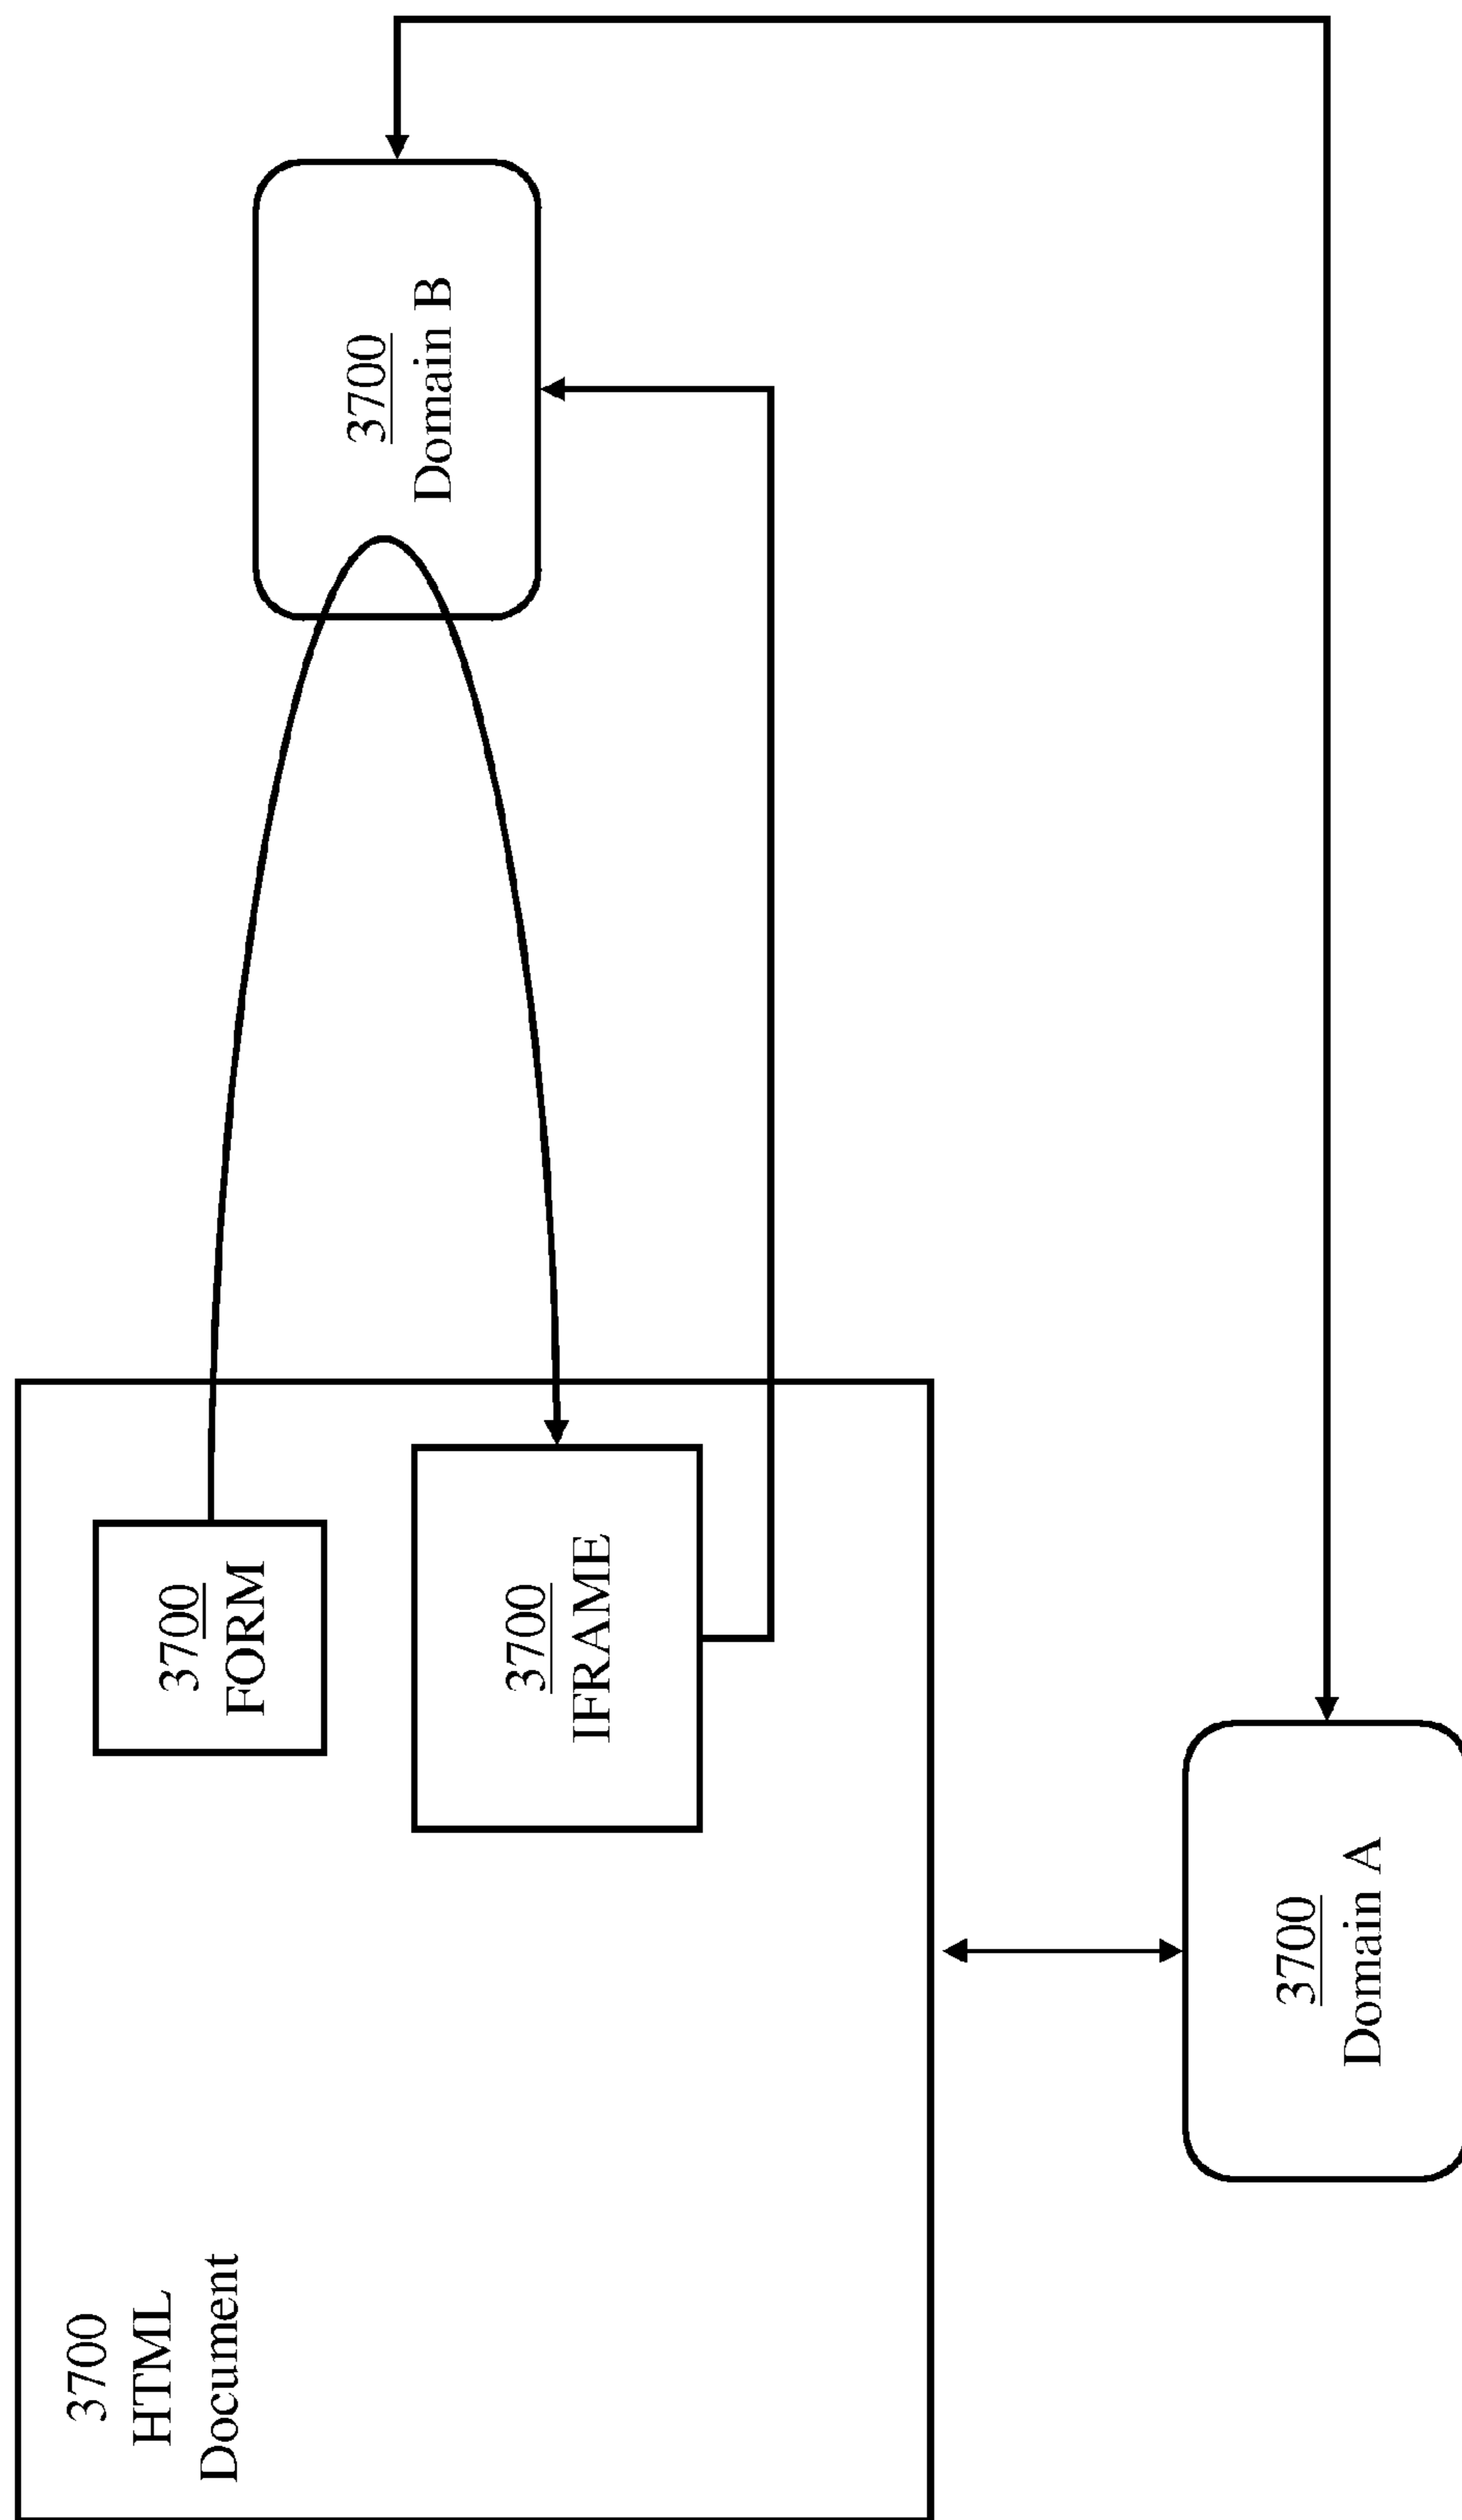 3700
HTML
Document
3700
FORM
3700
IFRAME
3700
Domain B
3700
Domain A